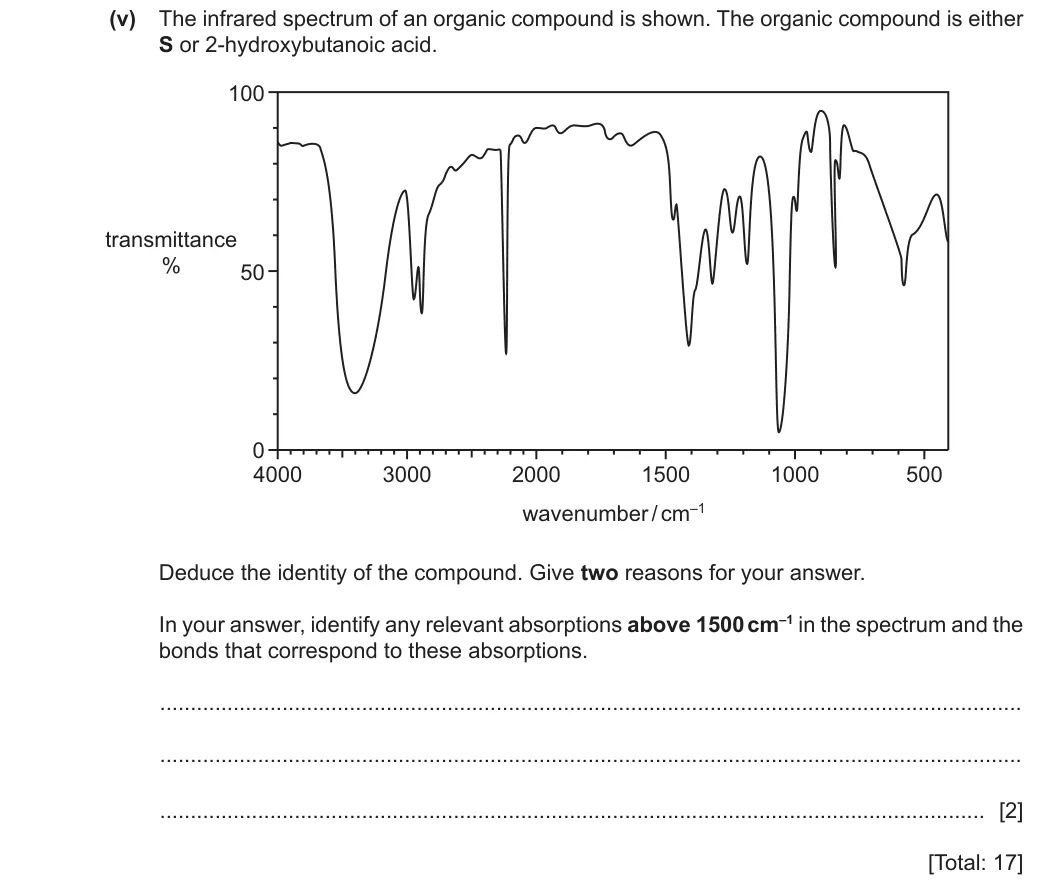 (v) The infrared spectrum of an organic compound is shown. The organic compound is either
S or 2-hydroxybutanoic acid.
100
transmittance
%
50
0
4000 3000 2000 1500 1000 500
wavenumber / cm⁻¹
Deduce the identity of the compound. Give two reasons for your answer.
In your answer, identify any relevant absorptions above 1500 cm⁻¹ in the spectrum and the
bonds that correspond to these absorptions.
[2]
[Total: 17]